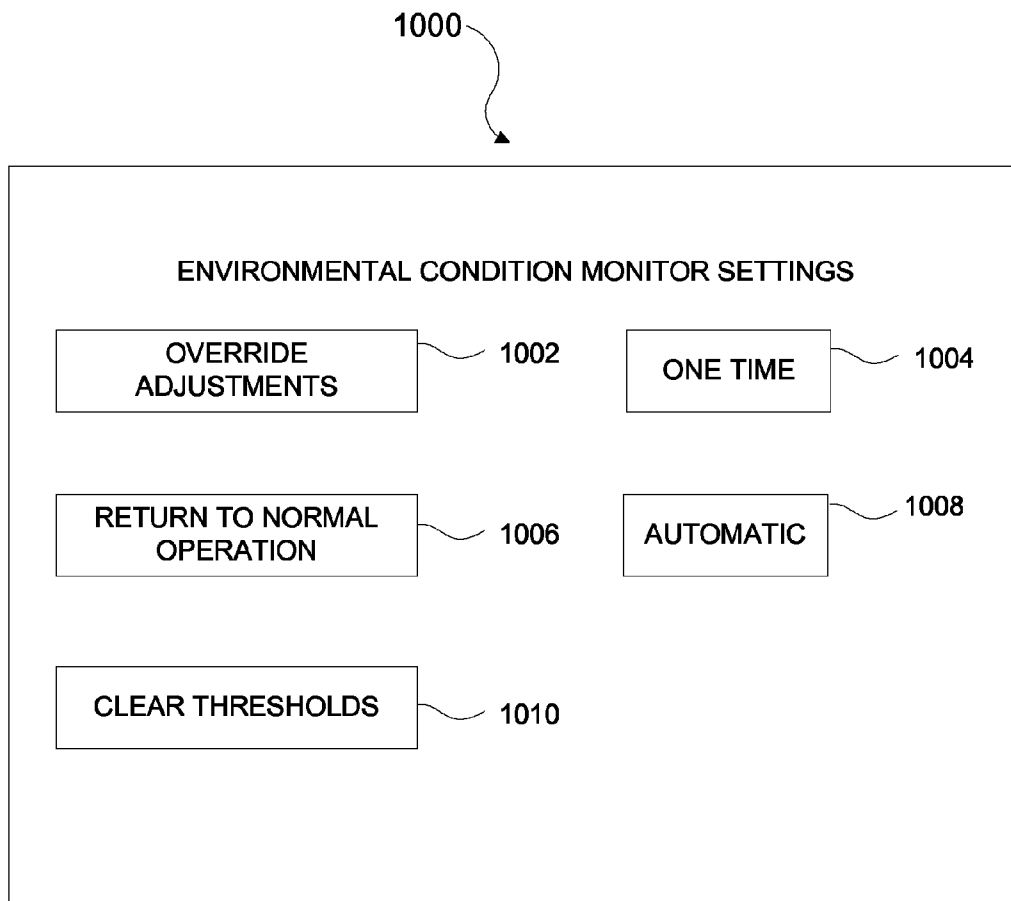 1000
ENVIRONMENTAL CONDITION MONITOR SETTINGS
OVERRIDE
ADJUSTMENTS
1002
ONE TIME
1004
RETURN TO NORMAL
OPERATION
1006
AUTOMATIC
1008
CLEAR THRESHOLDS
1010